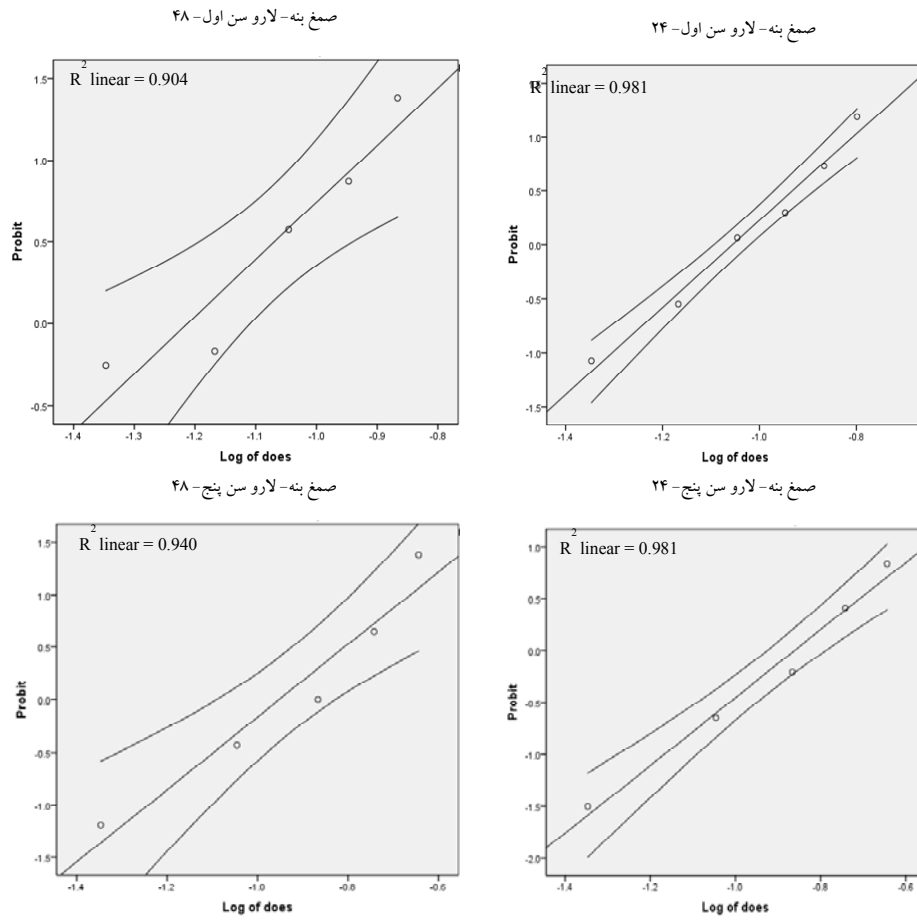 صمغ بنه- لارو سن اول- ۲۴
R² linear = 0.981
1.5
1.0
0.5
0.0
-0.5
-1.0
-1.5
Probit
-1.4 -1.2 -1.0 -0.8
Log of does
صمغ بنه- لارو سن اول- ۴۸
R² linear = 0.904
1.5
1.0
0.5
0.0
-0.5
Probit
-1.4 -1.3 -1.2 -1.1 -1.0 -0.9 -0.8
Log of does
صمغ بنه- لارو سن پنج- ۲۴
R² linear = 0.981
1.0
0.5
0.0
-0.5
-1.0
-1.5
-2.0
Probit
-1.4 -1.2 -1.0 -0.8 -0.6
Log of does
صمغ بنه- لارو سن پنج- ۴۸
R² linear = 0.940
1.5
1.0
0.5
0.0
-0.5
-1.0
-1.5
Probit
-1.4 -1.2 -1.0 -0.8 -0.6
Log of does